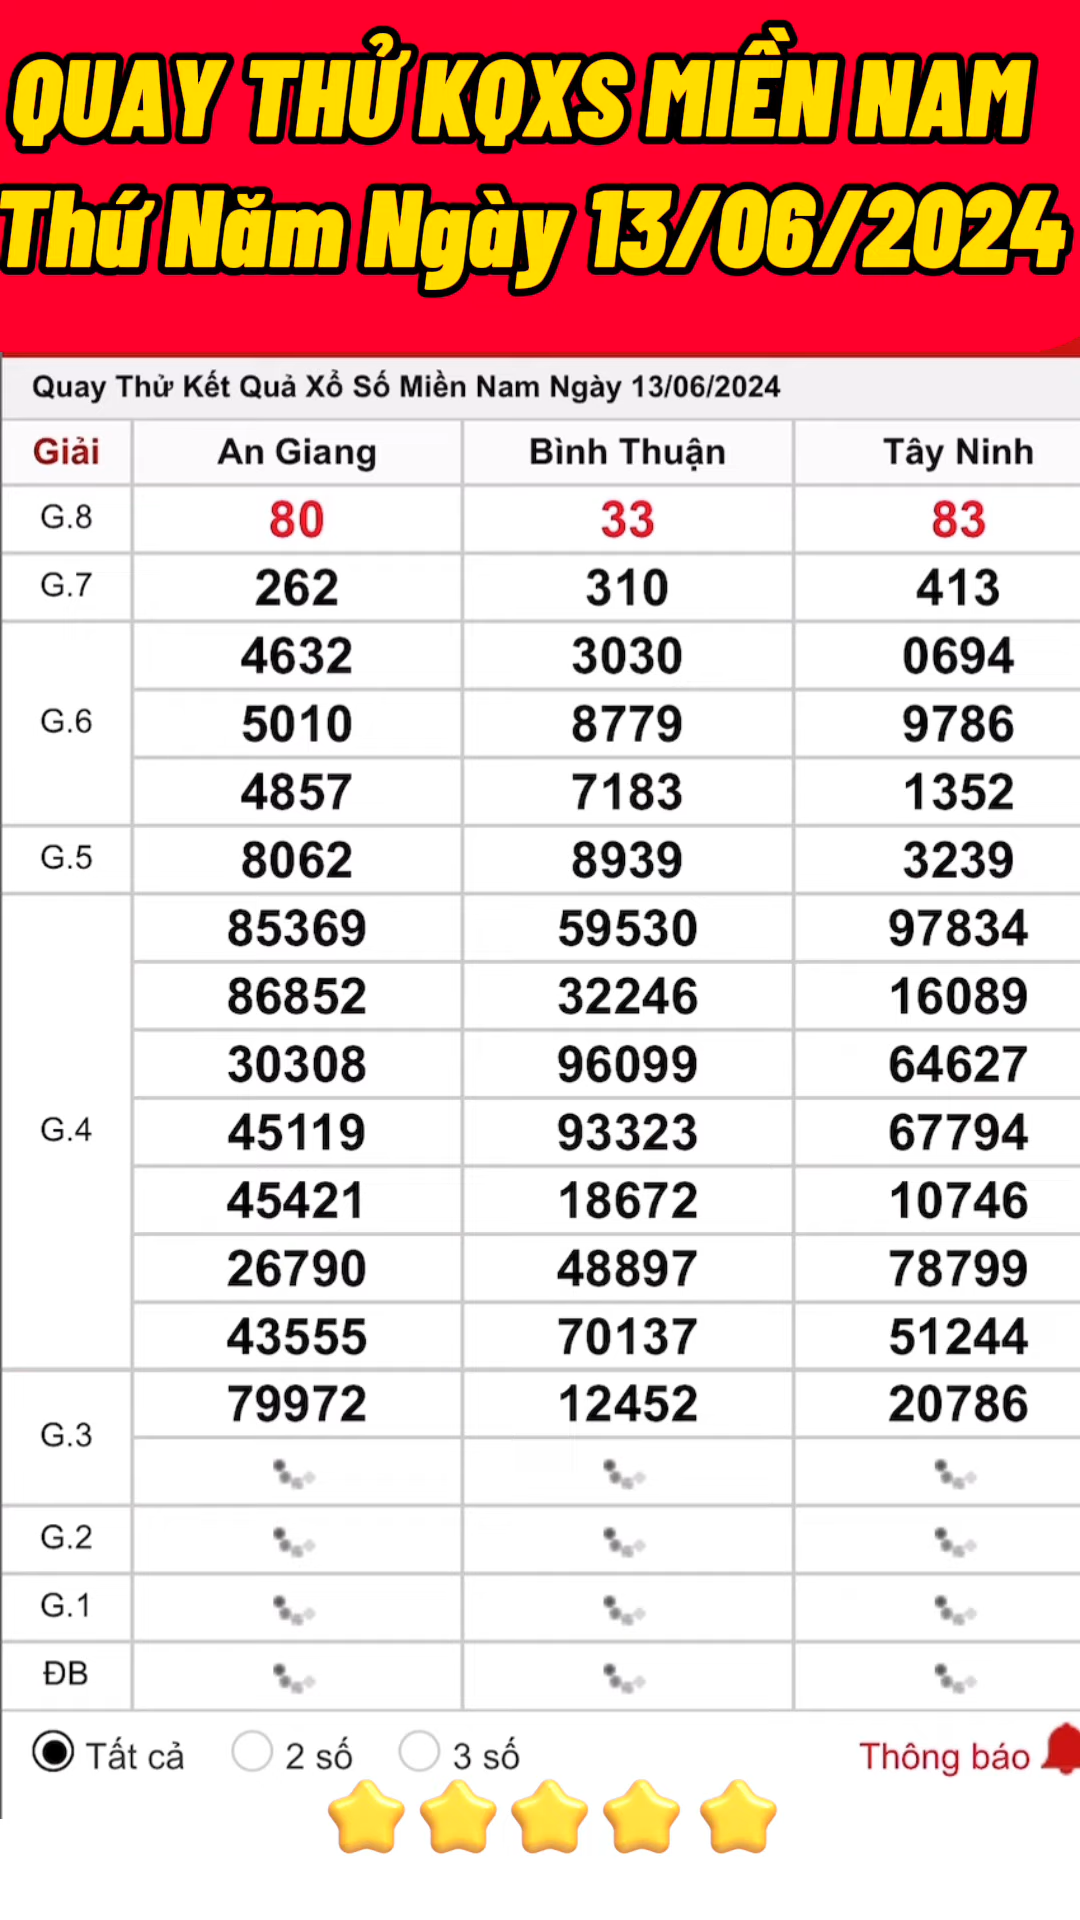 QUAY THỬ KQXS MIỀN NAM
Thứ Năm Ngày 13/06/2024
Quay Thử Kết Quả Xổ Số Miền Nam Ngày 13/06/2024
Giải An Giang Bình Thuận Tây Ninh
G.8 80 33 83
G.7 262 310 413
4632 3030 0694
G.6 5010 8779 9786
4857 7183 1352
G.5 8062 8939 3239
85369 59530 97834
86852 32246 16089
30308 96099 64627
G.4 45119 93323 67794
45421 18672 10746
26790 48897 78799
43555 70137 51244
79972 12452 20786
G.3
G.2
G.1
ĐB
Tất cả 2 số 3 số Thông báo